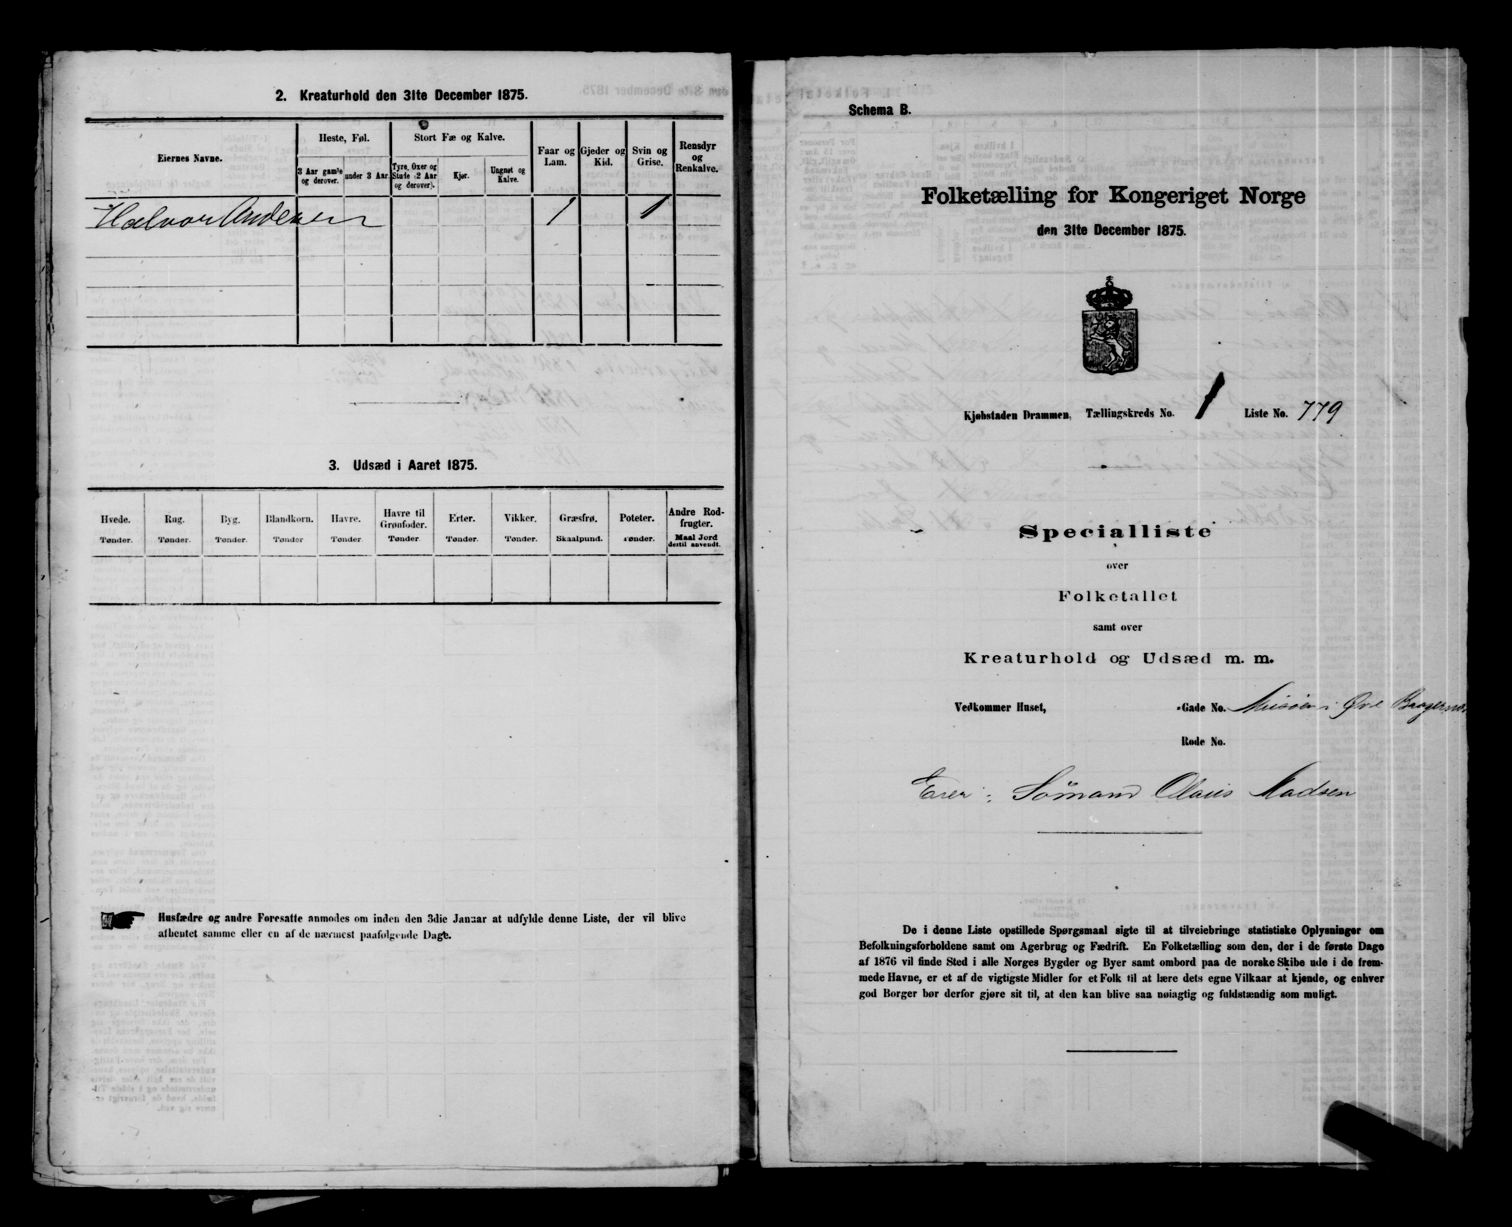 2. Kreaturhold den 31te December 1875.
Eiernes Navne.
Heste, Føl.
Stort Fæ og Kalve.
Faar og Lam.
Gjeder og Kid.
Svin og Grise.
Rensdyr og Renkalve.
3 Aar gamle og derover.
under 3 Aar.
Tyre, Oxer og Stude (2 Aar og derover).
Kjør.
Ungnøt og Kalve.
Halvor Andersen 1 1
3. Udsæd i Aaret 1875.
Hvede. Rug. Byg. Blandkorn. Havre. Havre til Grønfoder. Erter. Vikker. Græsfrø. Poteter. Andre Rodfrugter.
Tønder. Tønder. Tønder. Tønder Tønder Tønder. Tønder. Tønder. Skaalpund. Tønder. Maal Jord dertil anvendt.
Husfædre og andre Foresatte anmodes om inden den 3die Januar at udfylde denne Liste, der vil blive
afhentet samme eller en af de nærmest paafølgende Dage.
Schema B.
Folketælling for Kongeriget Norge
den 31te December 1875.
Kjøbstaden Drammen, Tællingskreds No. 1 Liste No. 779
Specialliste
over
Folketallet
samt over
Kreaturhold og Udsæd m. m.
Vedkommer Huset, -Gade No. Øvre Bragernes
Rode No.
Eier: Sømand Olaus Madsen
De i denne Liste opstillede Spørgsmaal sigte til at tilveiebringe statistiske Oplysninger om
Befolkningsforholdene samt om Agerbrug og Fædrift. En Folketælling som den, der i de første Dage
af 1876 vil finde Sted i alle Norges Bygder og Byer samt ombord paa de norske Skibe ude i de frem-
mede Havne, er et af de vigtigste Midler for et Folk til at lære dets egne Vilkaar at kjende, og enhver
god Borger bør derfor gjøre sit til, at den kan blive saa nøiagtig og fuldstændig som muligt.